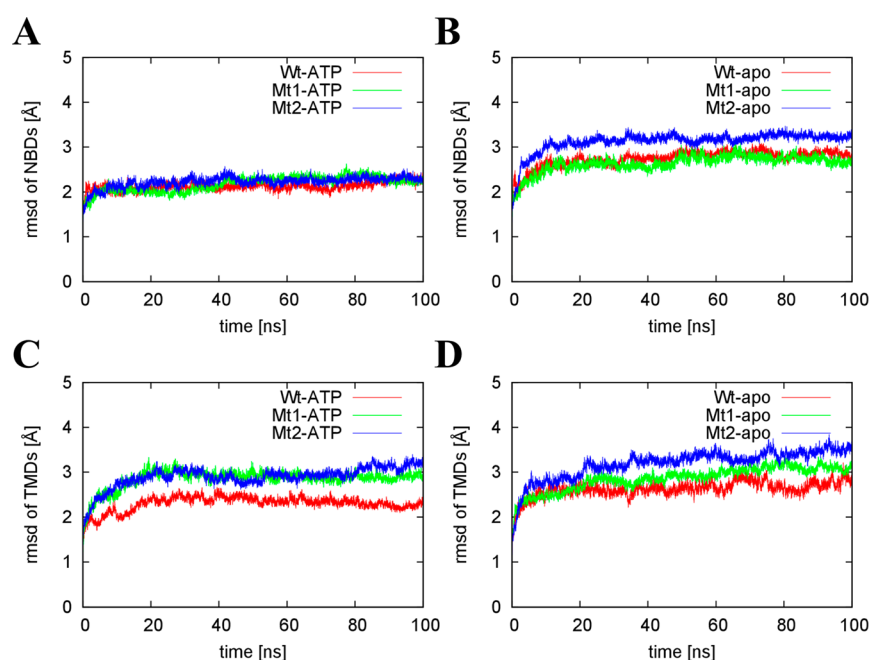 A
B
5
4
3
2
1
0
rmsd of NBDs [Å]
Wt-ATP
Mt1-ATP
Mt2-ATP
0 20 40 60 80 100
time [ns]
5
4
3
2
1
0
rmsd of NBDs [Å]
Wt-apo
Mt1-apo
Mt2-apo
0 20 40 60 80 100
time [ns]
C
D
5
4
3
2
1
0
rmsd of TMDs [Å]
Wt-ATP
Mt1-ATP
Mt2-ATP
0 20 40 60 80 100
time [ns]
5
4
3
2
1
0
rmsd of TMDs [Å]
Wt-apo
Mt1-apo
Mt2-apo
0 20 40 60 80 100
time [ns]